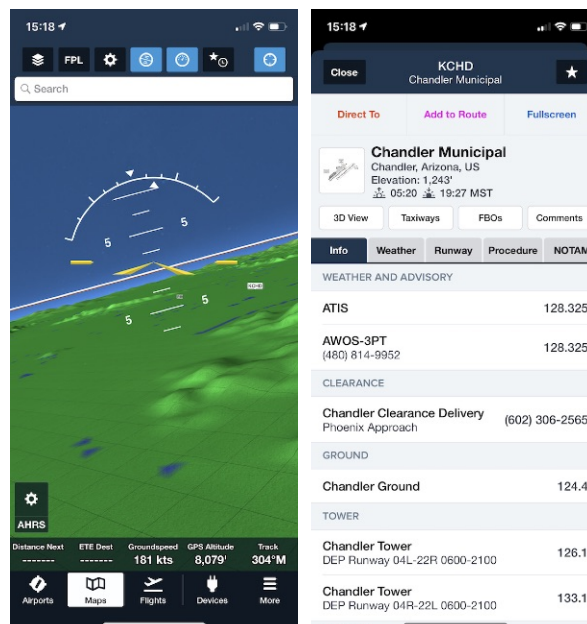 15:18
FPL
Search
5
5
5
5
KCHD
AHRS
Distance Next
ETE Dest
Groundspeed
GPS Altitude
Track
-------
-------
181 kts
8,079'
304°M
Airports
Maps
Flights
Devices
More
15:18
Close
KCHD
Chandler Municipal
Direct To
Add to Route
Fullscreen
Chandler Municipal
Chandler, Arizona, US
Elevation: 1,243'
05:20 19:27 MST
3D View
Taxiways
FBOs
Comments
Info
Weather
Runway
Procedure
NOTAM
WEATHER AND ADVISORY
ATIS
128.325
AWOS-3PT
(480) 814-9952
128.325
CLEARANCE
Chandler Clearance Delivery
Phoenix Approach
(602) 306-2565
GROUND
Chandler Ground
124.4
TOWER
Chandler Tower
DEP Runway 04L-22R 0600-2100
126.1
Chandler Tower
DEP Runway 04R-22L 0600-2100
133.1